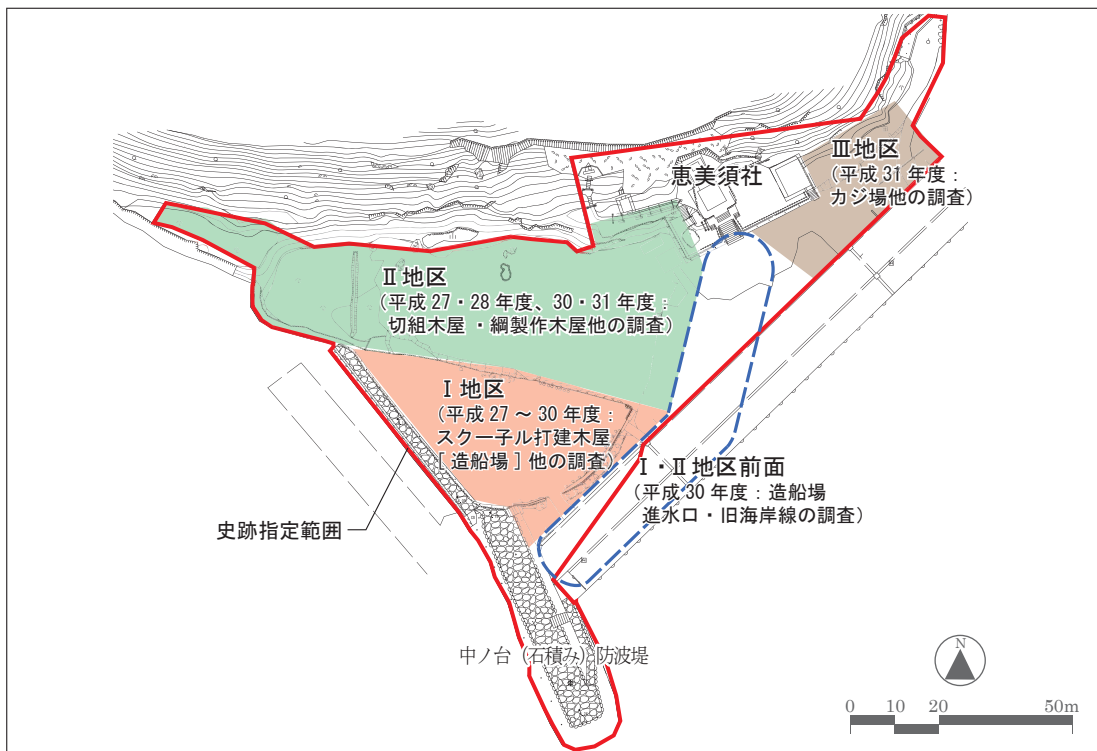 恵美須社
Ⅲ地区
(平成 31 年度：
カジ場他の調査)
Ⅱ地区
(平成 27・28 年度、30・31 年度：
切組木屋 ・綱製作木屋他の調査)
Ⅰ地区
(平成 27 ～ 30 年度：
スクー子ル打建木屋
[ 造船場 ] 他の調査)
Ⅰ・Ⅱ地区前面
(平成 30 年度：造船場
進水口・旧海岸線の調査)
史跡指定範囲
中ノ台（石積み）防波堤
N
0 10 20 50m